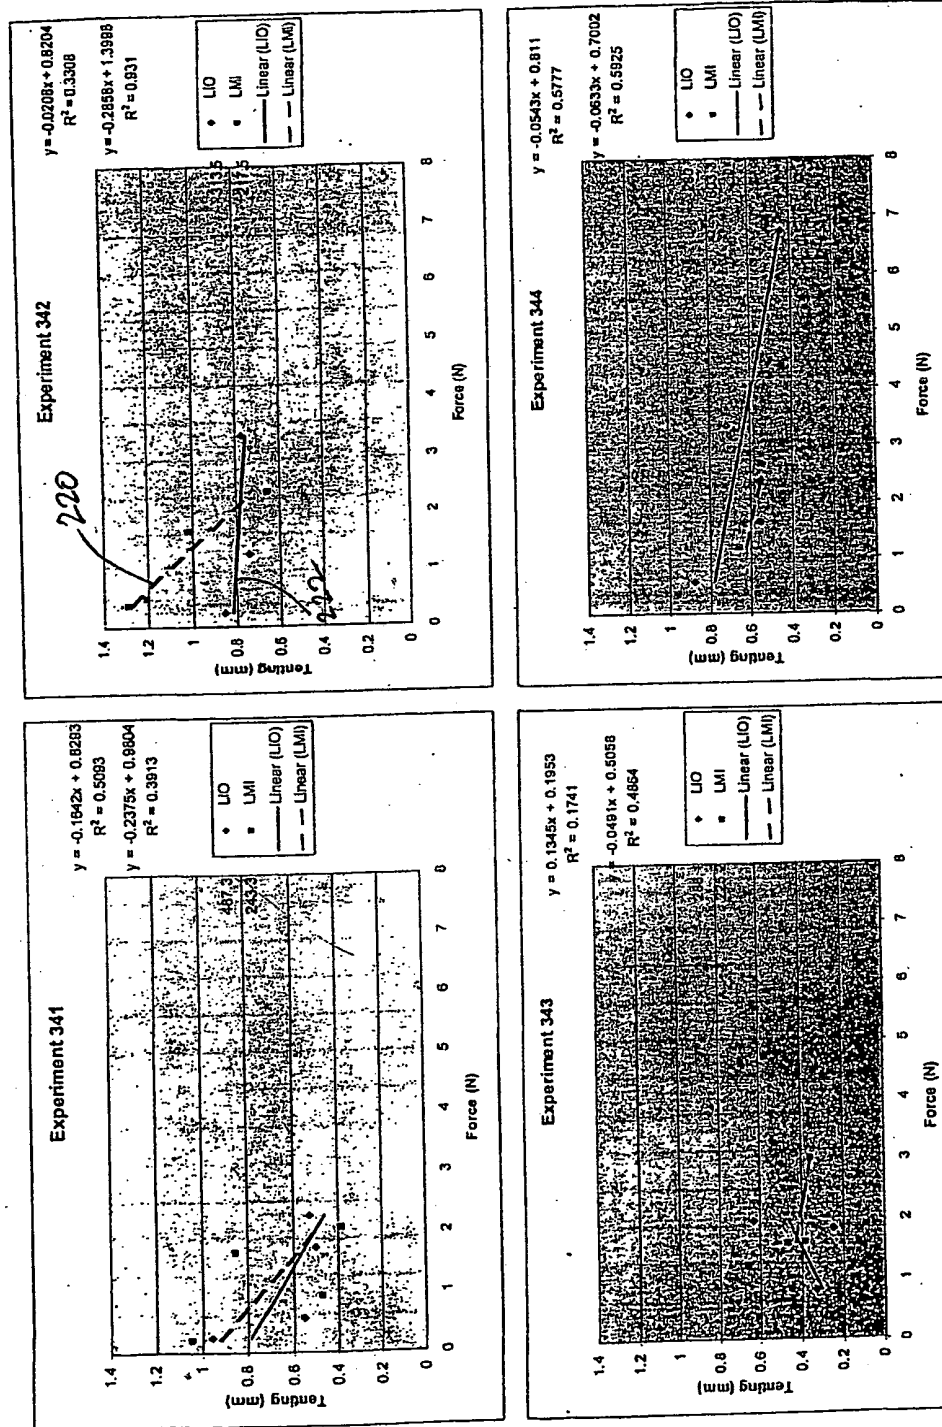 Experiment 341
y = -0.1642x + 0.8293
R² = 0.5093
y = -0.2375x + 0.9804
R² = 0.3913
LIO
LMI
Linear (LIO)
Linear (LMI)
1.4
1.2
1
0.8
0.6
0.4
0.2
0
Tenting (mm)
467.3
243.3
0 1 2 3 4 5 6 7 8
Force (N)
Experiment 342
y = -0.0208x + 0.8204
R² = 0.3308
y = -0.2858x + 1.3998
R² = 0.931
LIO
LMI
Linear (LIO)
Linear (LMI)
220
222
1.4
1.2
1
0.8
0.6
0.4
0.2
0
Tenting (mm)
313.5
217.5
0 1 2 3 4 5 6 7 8
Force (N)
Experiment 343
y = 0.1345x + 0.1953
R² = 0.1741
y = -0.0491x + 0.5058
R² = 0.4864
LIO
LMI
Linear (LIO)
Linear (LMI)
1.4
1.2
1
0.8
0.6
0.4
0.2
0
Tenting (mm)
0 1 2 3 4 5 6 7 8
Force (N)
Experiment 344
y = -0.0543x + 0.811
R² = 0.5777
y = -0.0633x + 0.7002
R² = 0.5925
LIO
LMI
Linear (LIO)
Linear (LMI)
1.4
1.2
1
0.8
0.6
0.4
0.2
0
Tenting (mm)
0 1 2 3 4 5 6 7 8
Force (N)